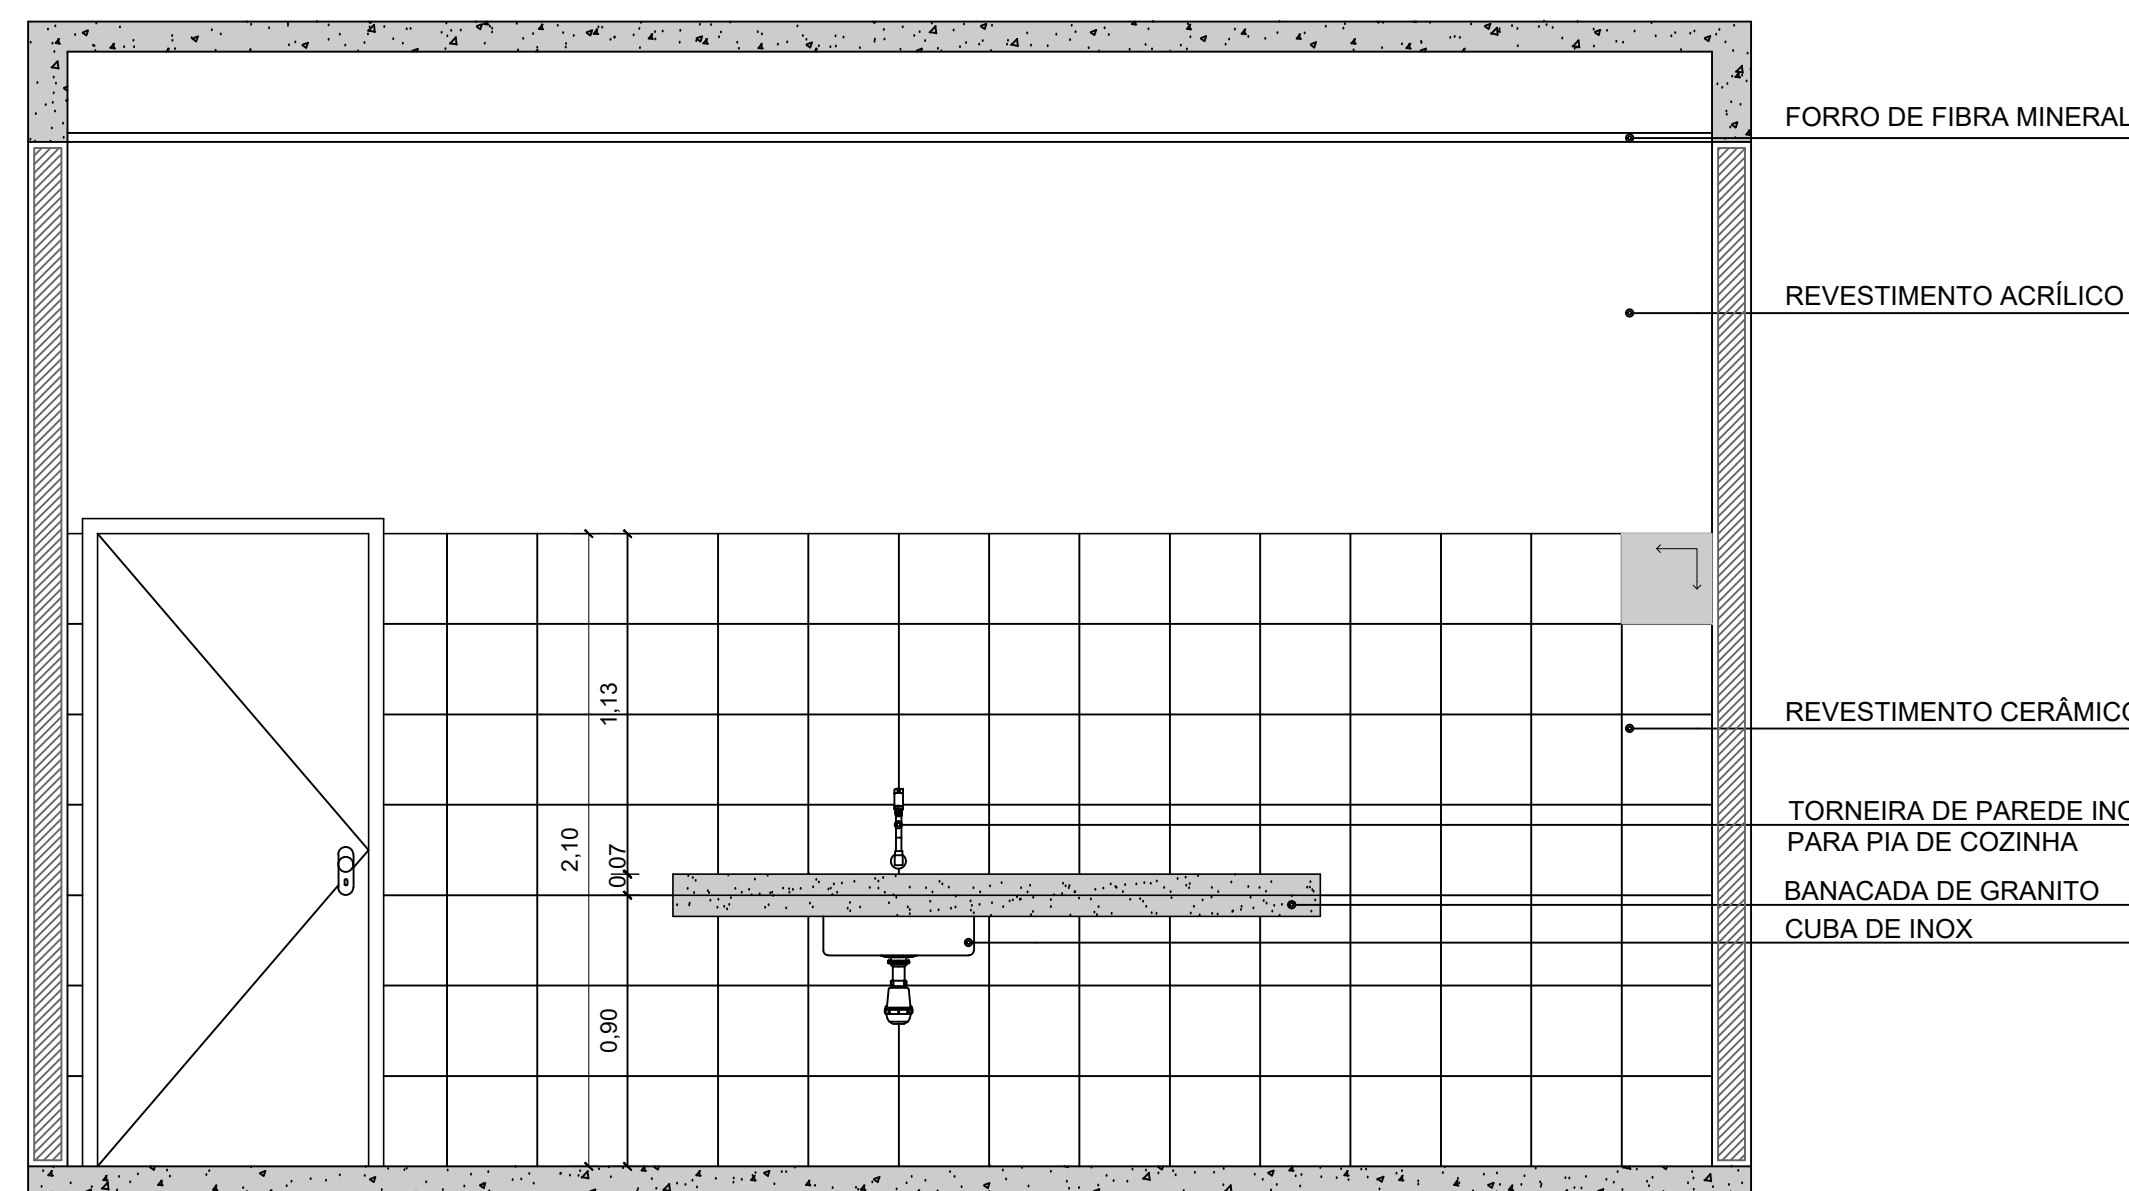 FORRO DE FIBRA MINERAL
REVESTIMENTO ACRÍLICO
REVESTIMENTO CERÂMICO
1,13
TORNEIRA DE PAREDE
PARA PIA DE COZINHA
2,10
0,07
BANACADA DE GRANITO
CUBA DE INOX
0,90